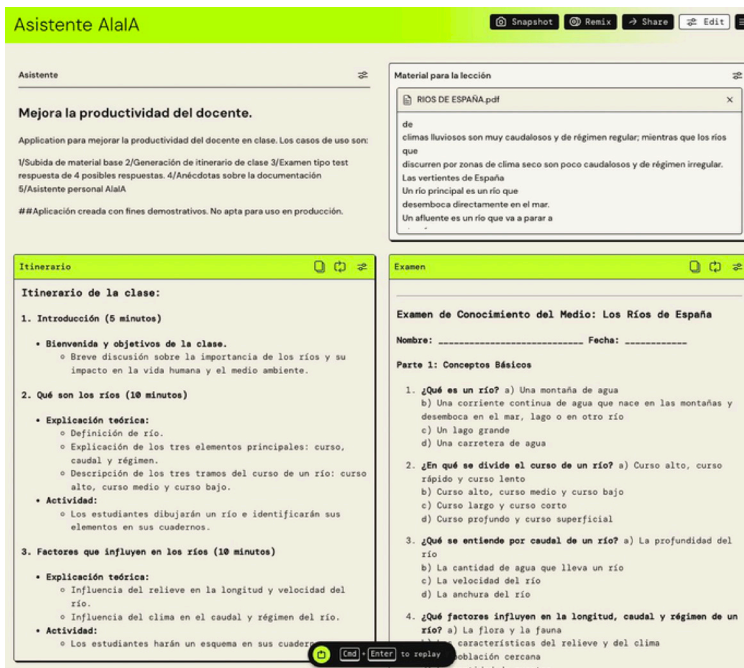 Asistente AlaIA
Snapshot
Remix
Share
Edit
Asistente
Mejora la productividad del docente.
Application para mejorar la productividad del docente en clase. Los casos de uso son:
1/Subida de material base 2/Generación de itinerario de clase 3/Examen tipo test
respuesta de 4 posibles respuestas. 4/Anécdotas sobre la documentación
5/Asistente personal AlaIA
##Aplicación creada con fines demostrativos. No apta para uso en producción.
Material para la lección
RIOS DE ESPAÑA.pdf
de
climas lluviosos son muy caudalosos y de régimen regular; mientras que los ríos
que
discurren por zonas de clima seco son poco caudalosos y de régimen irregular.
Las vertientes de España
Un río principal es un río que
desemboca directamente en el mar.
Un afluente es un río que va a parar a
Itinerario
Itinerario de la clase:
1. Introducción (5 minutos)
• Bienvenida y objetivos de la clase.
○ Breve discusión sobre la importancia de los ríos y su
impacto en la vida humana y el medio ambiente.
2. Qué son los ríos (10 minutos)
• Explicación teórica:
○ Definición de río.
○ Explicación de los tres elementos principales: curso,
caudal y régimen.
○ Descripción de los tres tramos del curso de un río: curso
alto, curso medio y curso bajo.
• Actividad:
○ Los estudiantes dibujarán un río e identificarán sus
elementos en sus cuadernos.
3. Factores que influyen en los ríos (10 minutos)
• Explicación teórica:
○ Influencia del relieve en la longitud y velocidad del
río.
○ Influencia del clima en el caudal y régimen del río.
• Actividad:
○ Los estudiantes harán un esquema en sus
Examen
Examen de Conocimiento del Medio: Los Ríos de España
Nombre: ____________________________ Fecha: ____________
Parte 1: Conceptos Básicos
1. ¿Qué es un río? a) Una montaña de agua
b) Una corriente continua de agua que nace en las montañas y
desemboca en el mar, lago o en otro río
c) Un lago grande
d) Una carretera de agua
2. ¿En qué se divide el curso de un río? a) Curso alto, curso
rápido y curso lento
b) Curso alto, curso medio y curso bajo
c) Curso largo y curso corto
d) Curso profundo y curso superficial
3. ¿Qué se entiende por caudal de un río? a) La profundidad del
río
b) La cantidad de agua que lleva un río
c) La velocidad del río
d) La anchura del río
4. ¿Qué factores influyen en la longitud, caudal y régimen de un
río? a) La flora y la fauna
características del relieve y del clima
cercana
Cmd + Enter to replay